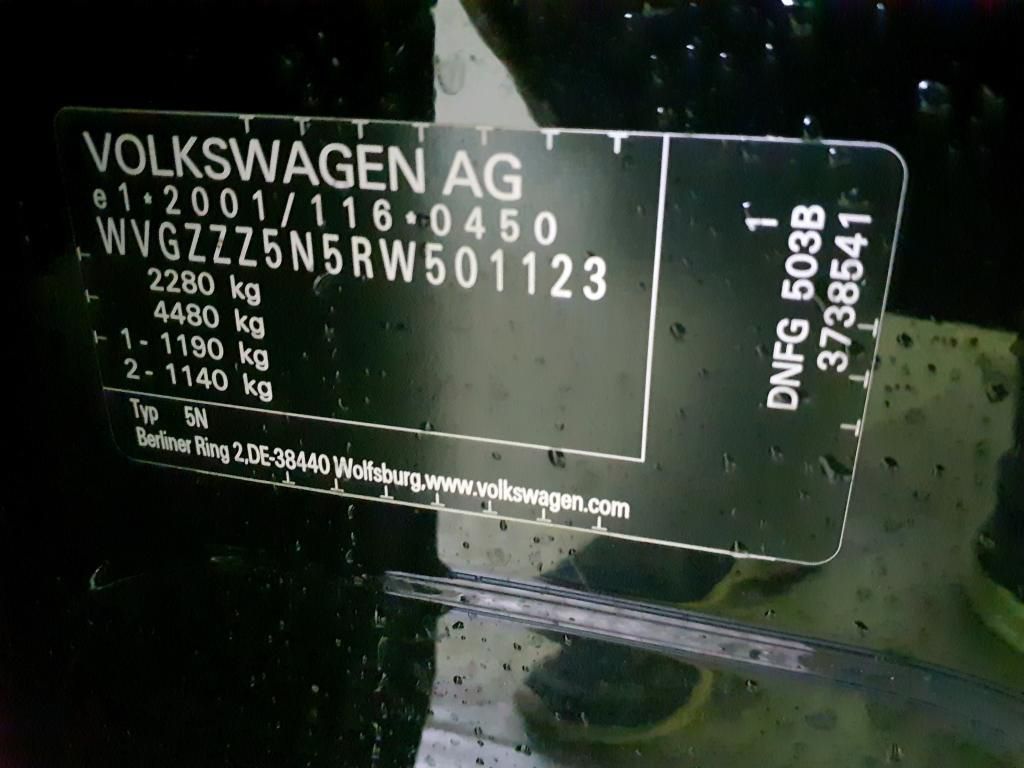 VOLKSWAGEN AG
e1*2001/116*0450
WVGZZZ5N5RW501123
2280 kg
4480 kg
1- 1190 kg
2- 1140 kg
Typ 5N
Berliner Ring 2,DE-38440 Wolfsburg,www.volkswagen.com
1
DNFG 503B
37385541